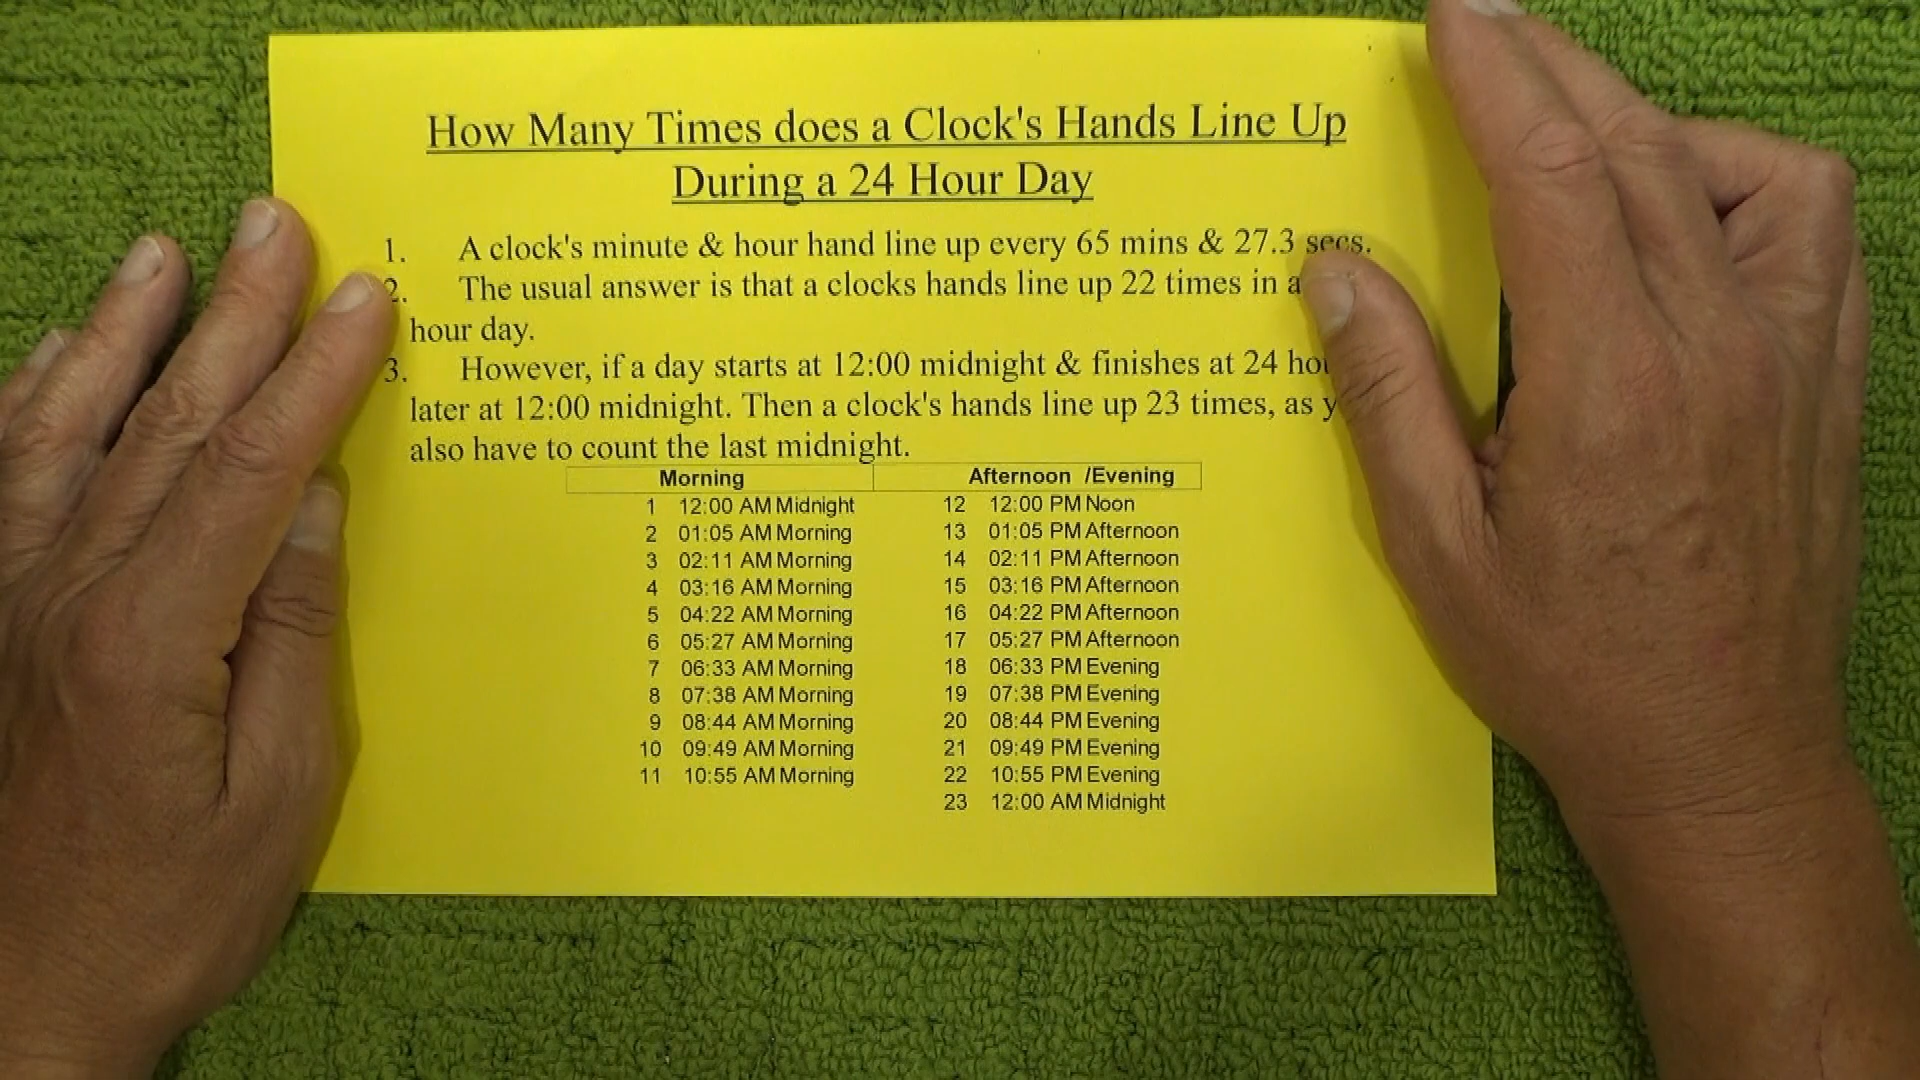 How Many Times does a Clock's Hands Line Up
During a 24 Hour Day
1. A clock's minute & hour hand line up every 65 mins & 27.3 secs.
2. The usual answer is that a clocks hands line up 22 times in a
hour day.
3. However, if a day starts at 12:00 midnight & finishes at 24
later at 12:00 midnight. Then a clock's hands line up 23 times, as
also have to count the last midnight.
Morning Afternoon /Evening
1 12:00 AM Midnight 12 12:00 PM Noon
2 01:05 AM Morning 13 01:05 PM Afternoon
3 02:11 AM Morning 14 02:11 PM Afternoon
4 03:16 AM Morning 15 03:16 PM Afternoon
5 04:22 AM Morning 16 04:22 PM Afternoon
6 05:27 AM Morning 17 05:27 PM Afternoon
7 06:33 AM Morning 18 06:33 PM Evening
8 07:38 AM Morning 19 07:38 PM Evening
9 08:44 AM Morning 20 08:44 PM Evening
10 09:49 AM Morning 21 09:49 PM Evening
11 10:55 AM Morning 22 10:55 PM Evening
23 12:00 AM Midnight